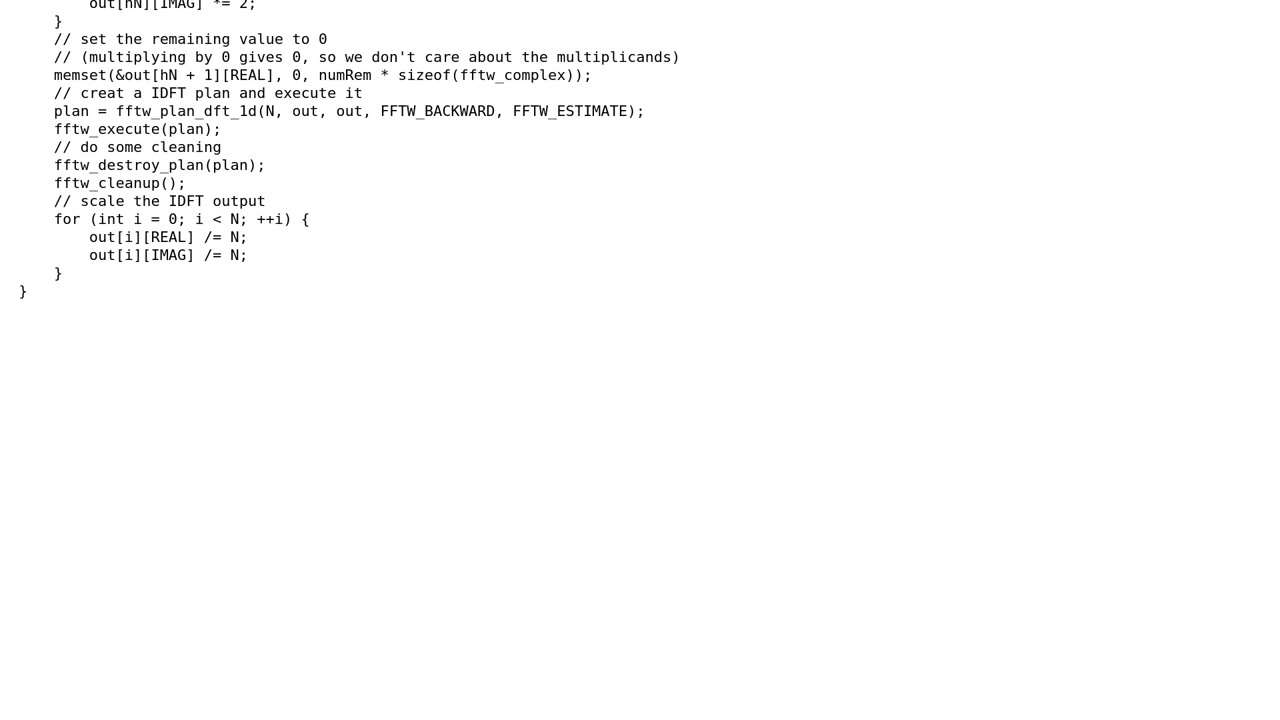 out[hN][IMAG] *= 2;
}
// set the remaining value to 0
// (multiplying by 0 gives 0, so we don't care about the multiplicands)
memset(&out[hN + 1][REAL], 0, numRem * sizeof(fftw_complex));
// creat a IDFT plan and execute it
plan = fftw_plan_dft_1d(N, out, out, FFTW_BACKWARD, FFTW_ESTIMATE);
fftw_execute(plan);
// do some cleaning
fftw_destroy_plan(plan);
fftw_cleanup();
// scale the IDFT output
for (int i = 0; i < N; ++i) {
out[i][REAL] /= N;
out[i][IMAG] /= N;
}
}